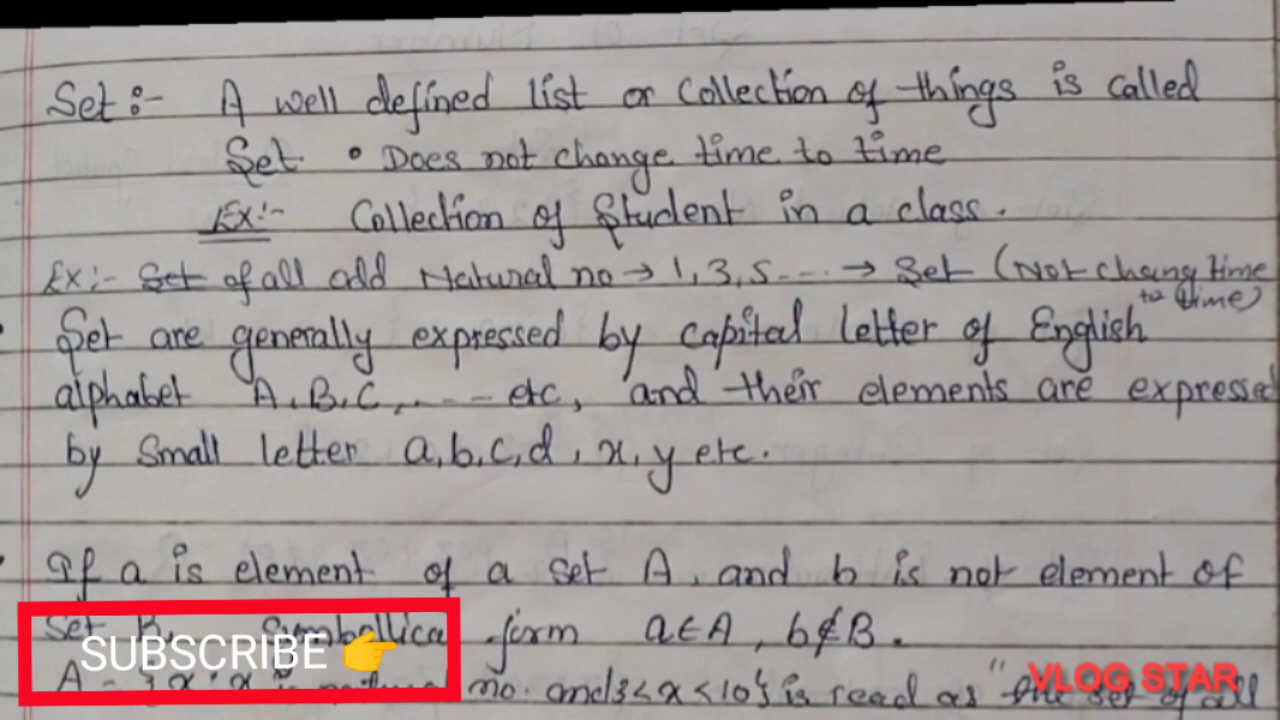 Set :- A well defined list or Collection of things is called
Set. • Does not change time to time
Ex:- Collection of Student in a class.
Ex:- Set of all odd Natural no → 1, 3, 5 .... → Set (Not chang time
to time)
Set are generally expressed by capital letter of English
alphabet A, B, C, .... etc, and their elements are expressed
by Small letter a, b, c, d, x, y etc.
If a is element of a set A, and b is not element of
Set B, Symbollical form a∈A, b∉B.
SUBSCRIBE 👉
A = {x : x no. and 3<x<10} is read as "the set of all
VLOG STAR